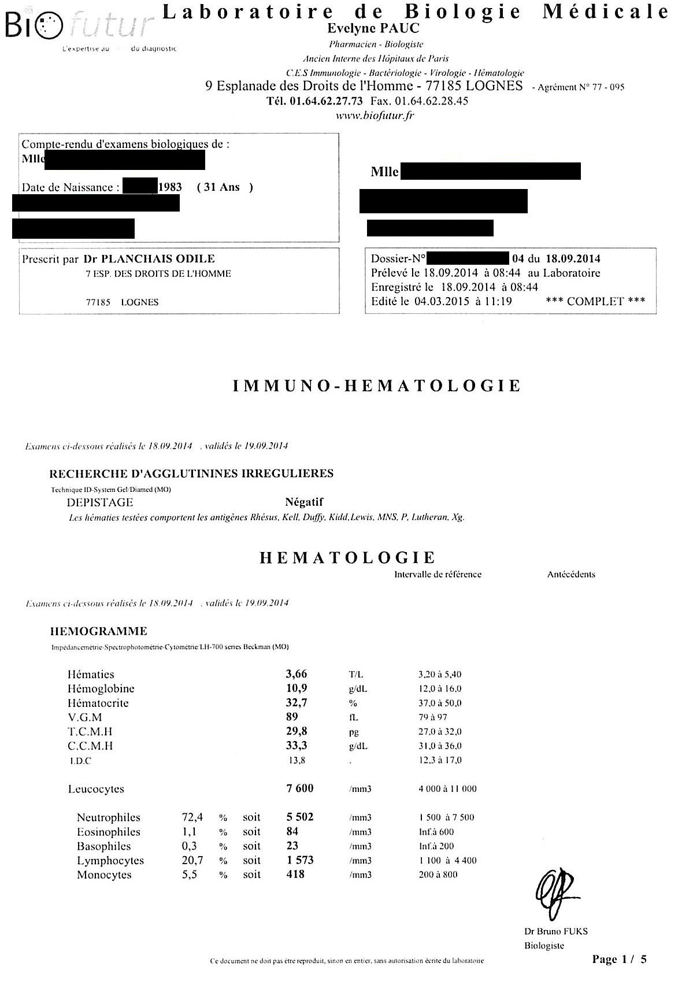 Laboratoire de Biologie Médicale
BiOfutur
Evelyne PAUC
L'expertise au du diagnostic
Pharmacien - Biologiste
Ancien Interne des Hôpitaux de Paris
C.E.S Immunologie - Bactériologie - Virologie - Hématologie
9 Esplanade des Droits de l'Homme - 77185 LOGNES - Agrément N° 77 - 095
Tél. 01.64.62.27.73 Fax. 01.64.62.28.45
www.biofutur.fr
Compte-rendu d'examens biologiques de :
Mlle
Date de Naissance : 1983 ( 31 Ans )
Mlle
Prescrit par Dr PLANCHAIS ODILE
7 ESP. DES DROITS DE L'HOMME
77185 LOGNES
Dossier-N° 04 du 18.09.2014
Prélevé le 18.09.2014 à 08:44 au Laboratoire
Enregistré le 18.09.2014 à 08:44
Edité le 04.03.2015 à 11:19 *** COMPLET ***
IMMUNO-HEMATOLOGIE
Examens ci-dessous réalisés le 18.09.2014 , validés le 19.09.2014
RECHERCHE D'AGGLUTININES IRREGULIERES
Technique ID-System Gel/Diamed (MO)
DEPISTAGE Négatif
Les hématies testées comportent les antigènes Rhésus, Kell, Duffy, Kidd,Lewis, MNS, P, Lutheran, Xg.
HEMATOLOGIE
Intervalle de référence Antécédents
Examens ci-dessous réalisés le 18.09.2014 , validés le 19.09.2014
HEMOGRAMME
Impédancemétrie-Spectrophotométrie-Cytométrie/LH-700 series Beckman (MO)
Hématies 3,66 T/L 3,20 à 5,40
Hémoglobine 10,9 g/dL 12,0 à 16,0
Hématocrite 32,7 % 37,0 à 50,0
V.G.M 89 fL 79 à 97
T.C.M.H 29,8 pg 27,0 à 32,0
C.C.M.H 33,3 g/dL 31,0 à 36,0
I.D.C 13,8 . 12,3 à 17,0
Leucocytes 7 600 /mm3 4 000 à 11 000
Neutrophiles 72,4 % soit 5 502 /mm3 1 500 à 7 500
Eosinophiles 1,1 % soit 84 /mm3 Inf.à 600
Basophiles 0,3 % soit 23 /mm3 Inf.à 200
Lymphocytes 20,7 % soit 1 573 /mm3 1 100 à 4 400
Monocytes 5,5 % soit 418 /mm3 200 à 800
Dr Bruno FUKS
Biologiste
Ce document ne doit pas être reproduit, sinon en entier, sans autorisation écrite du laboratoire
Page 1 / 5